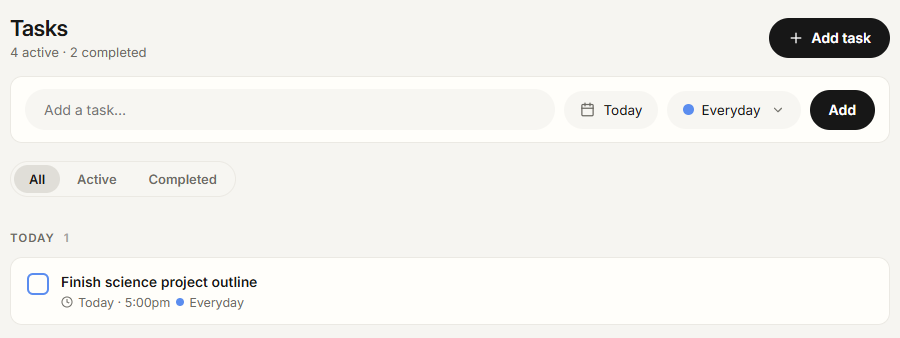 Tasks
4 active · 2 completed
Add task
Add a task...
Today
Everyday
Add
All
Active
Completed
TODAY 1
Finish science project outline
Today · 5:00pm Everyday